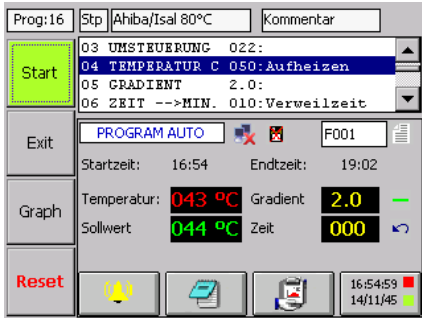 Prog:16 Stp Ahiba/Isal 80°C Kommentar
03 UMSTEUERUNG 022:
Start
04 TEMPERATUR C 050:Aufheizen
05 GRADIENT 2.0:
06 ZEIT -->MIN. 010:Verweilzeit
Exit
PROGRAM AUTO F001
Startzeit: 16:54 Endtzeit: 19:02
Graph
Temperatur: 043 ºC Gradient 2.0
Sollwert 044 ºC Zeit 000
Reset
16:54:59
14/11/45